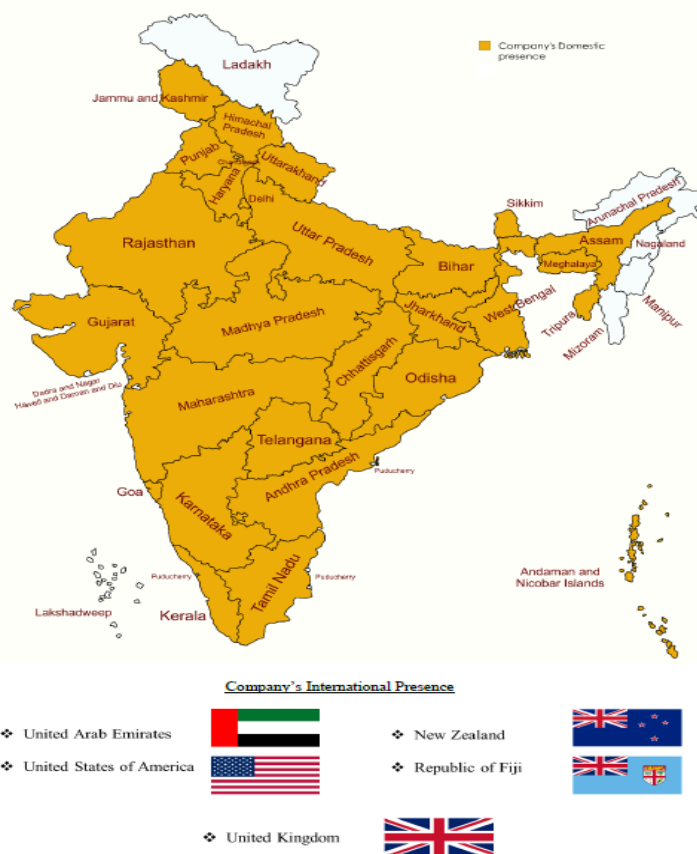 Company's Domestic
presence
Ladakh
Jammu and Kashmir
Himachal
Pradesh
Punjab
Uttarakhand
Haryana
Delhi
Sikkim
Arunachal Pradesh
Rajasthan
Uttar Pradesh
Bihar
Assam
Nagaland
Meghalaya
Gujarat
Madhya Pradesh
Jharkhand
West Bengal
Tripura
Mizoram
Manipur
Chhattisgarh
Odisha
Dadra and Nagar
Haveli and Daman and Diu
Maharashtra
Telangana
Andhra Pradesh
Puducherry
Goa
Karnataka
Puducherry
Tamil Nadu
Puducherry
Andaman and
Nicobar Islands
Lakshadweep
Kerala
Company's International Presence
❖ United Arab Emirates
❖ New Zealand
❖ United States of America
❖ Republic of Fiji
❖ United Kingdom